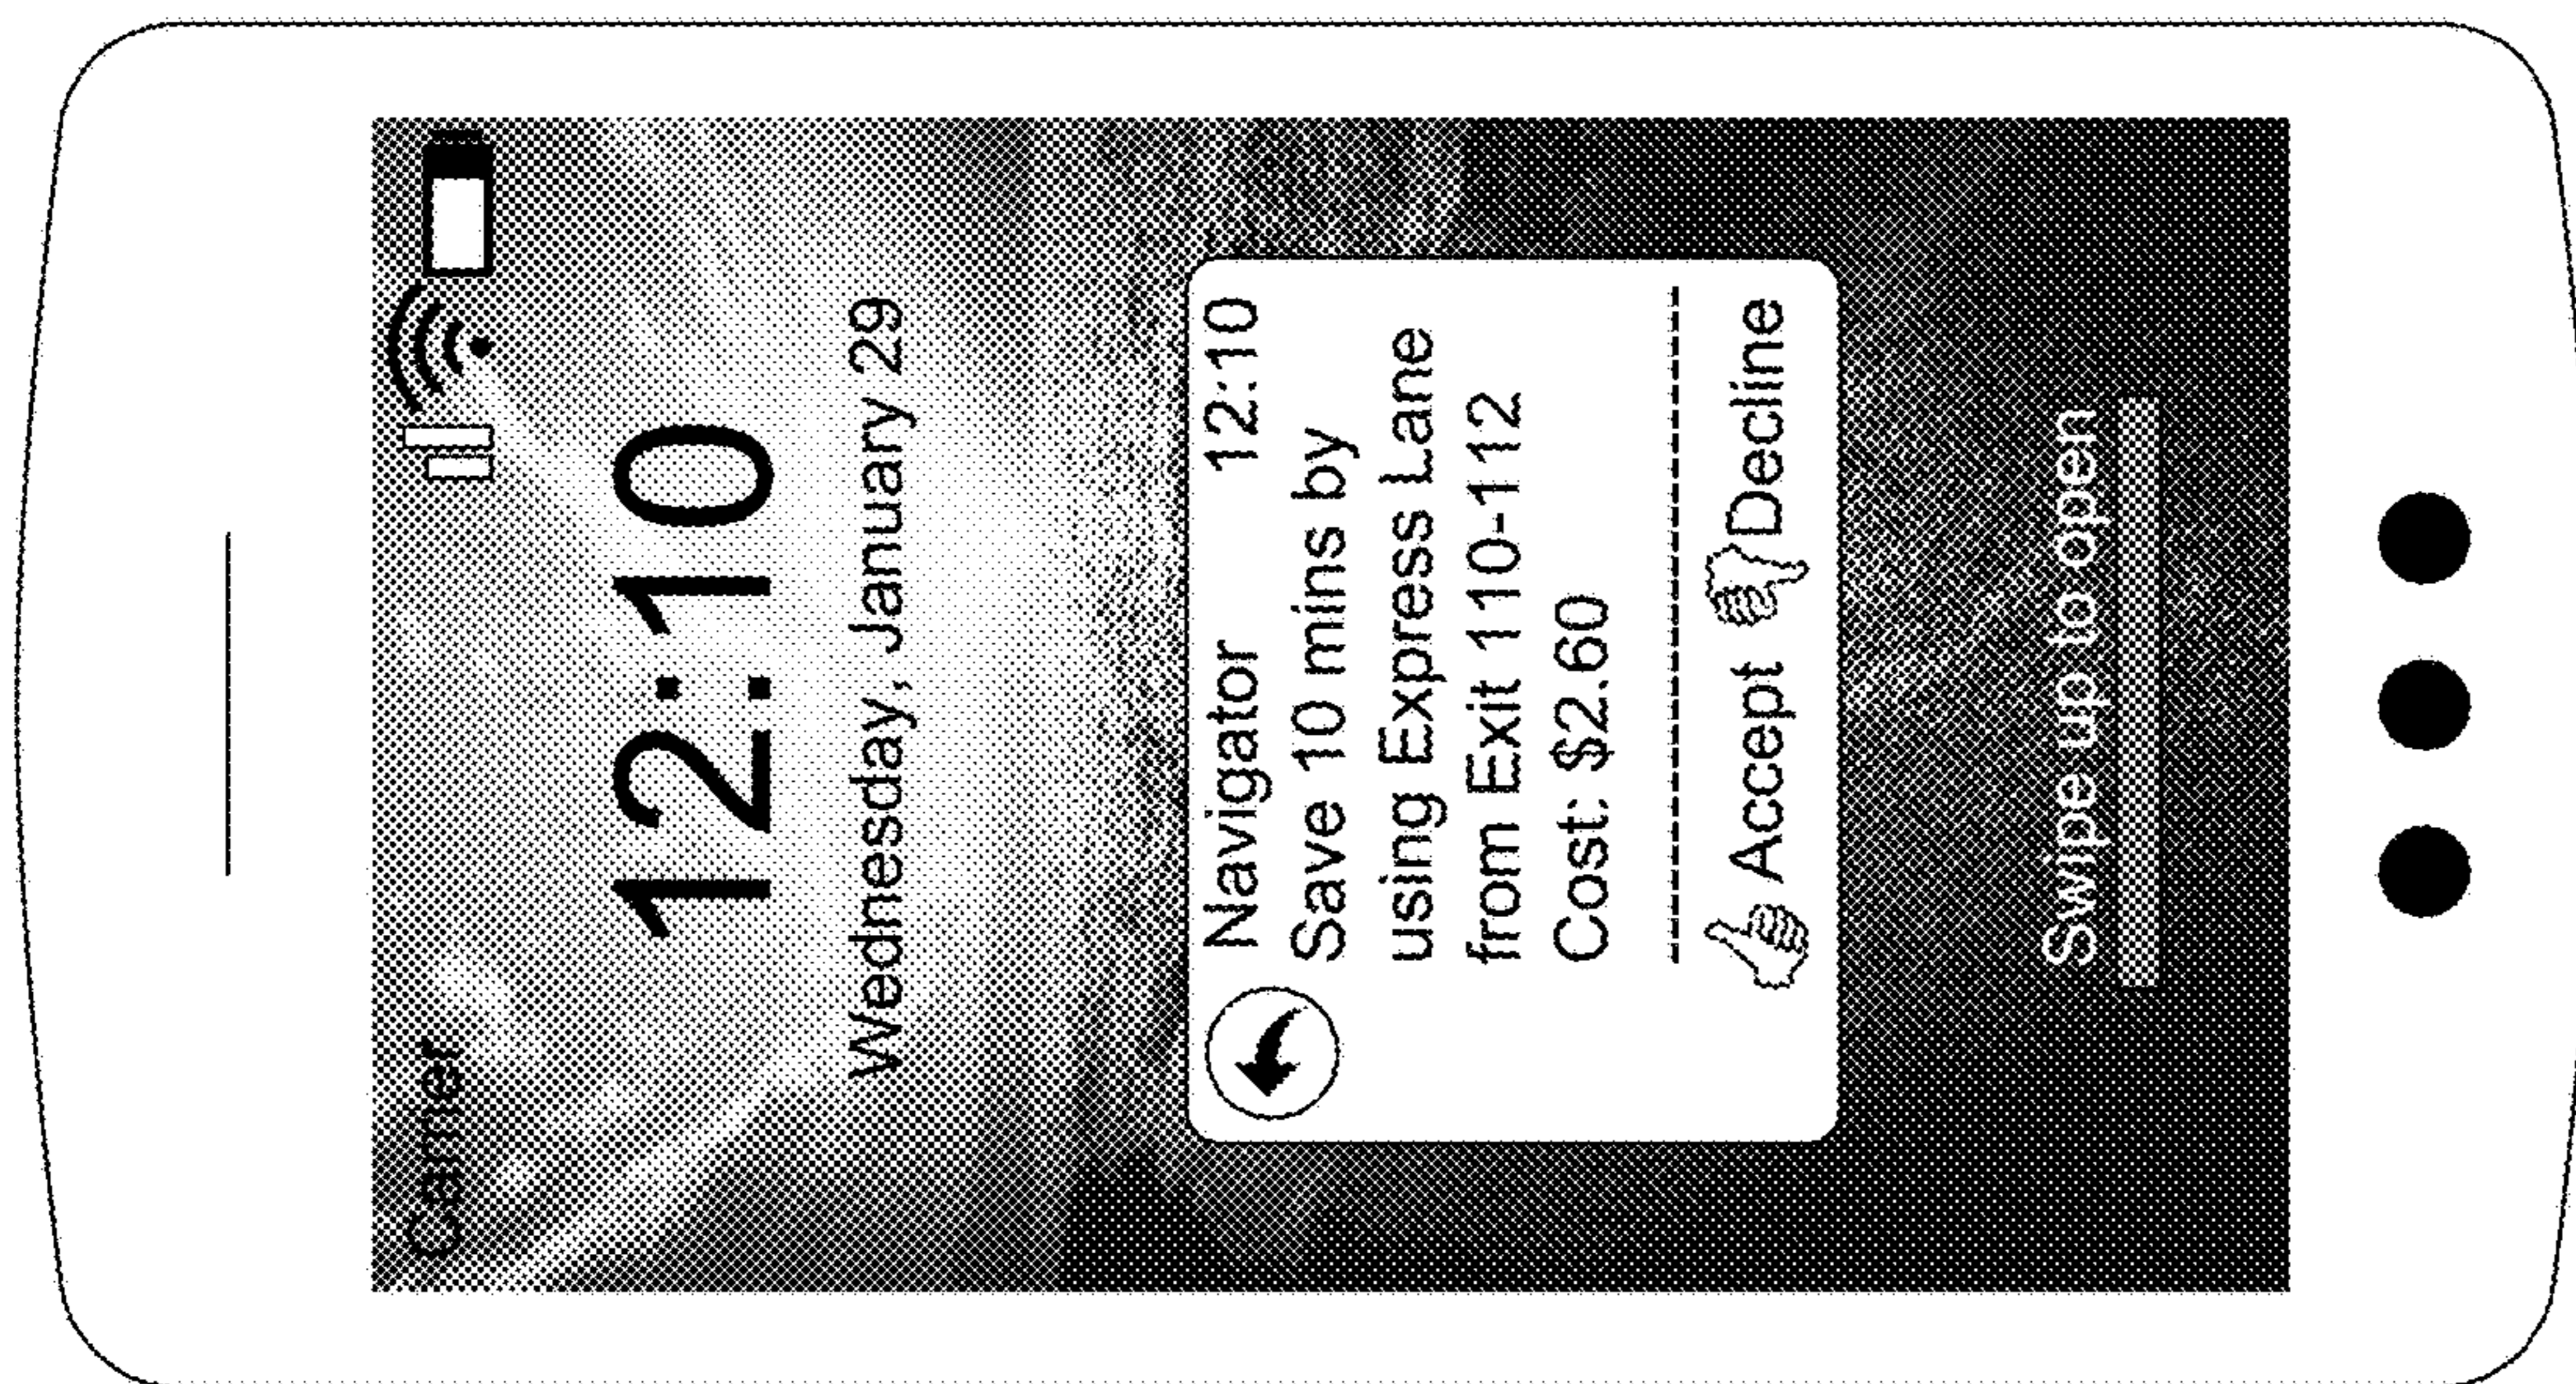 Carrier
12:10
Wednesday, January 29
Navigator 12:10
Save 10 mins by
using Express Lane
from Exit 110-112
Cost: $2.60
Accept Decline
Swipe up to open